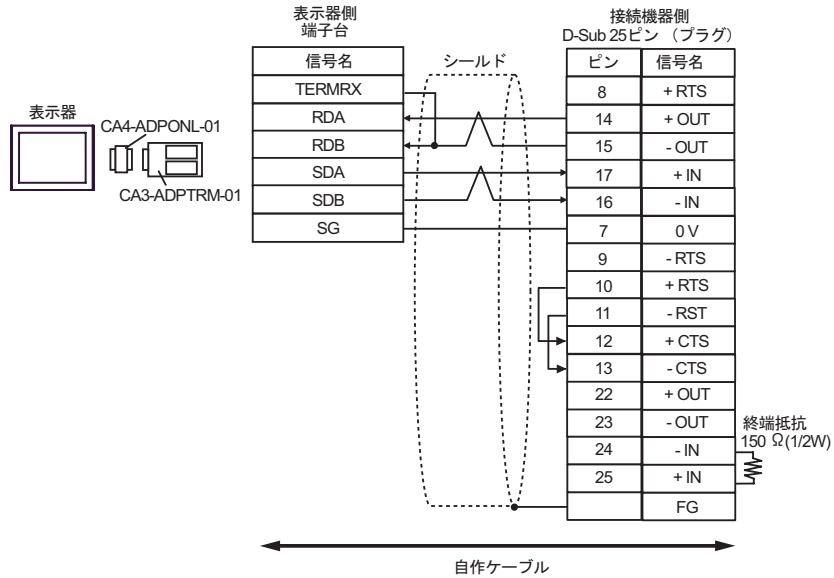 表示器側
端子台
接続機器側
D-Sub 25ピン （プラグ）
信号名
シールド
ピン
信号名
TERMRX
8
+ RTS
RDA
14
+ OUT
RDB
15
- OUT
SDA
17
+ IN
SDB
16
- IN
SG
7
0 V
9
- RTS
10
+ RTS
11
- RST
12
+ CTS
13
- CTS
22
+ OUT
23
- OUT
24
- IN
25
+ IN
FG
表示器
CA4-ADPONL-01
CA3-ADPTRM-01
終端抵抗
150 Ω(1/2W)
自作ケーブル